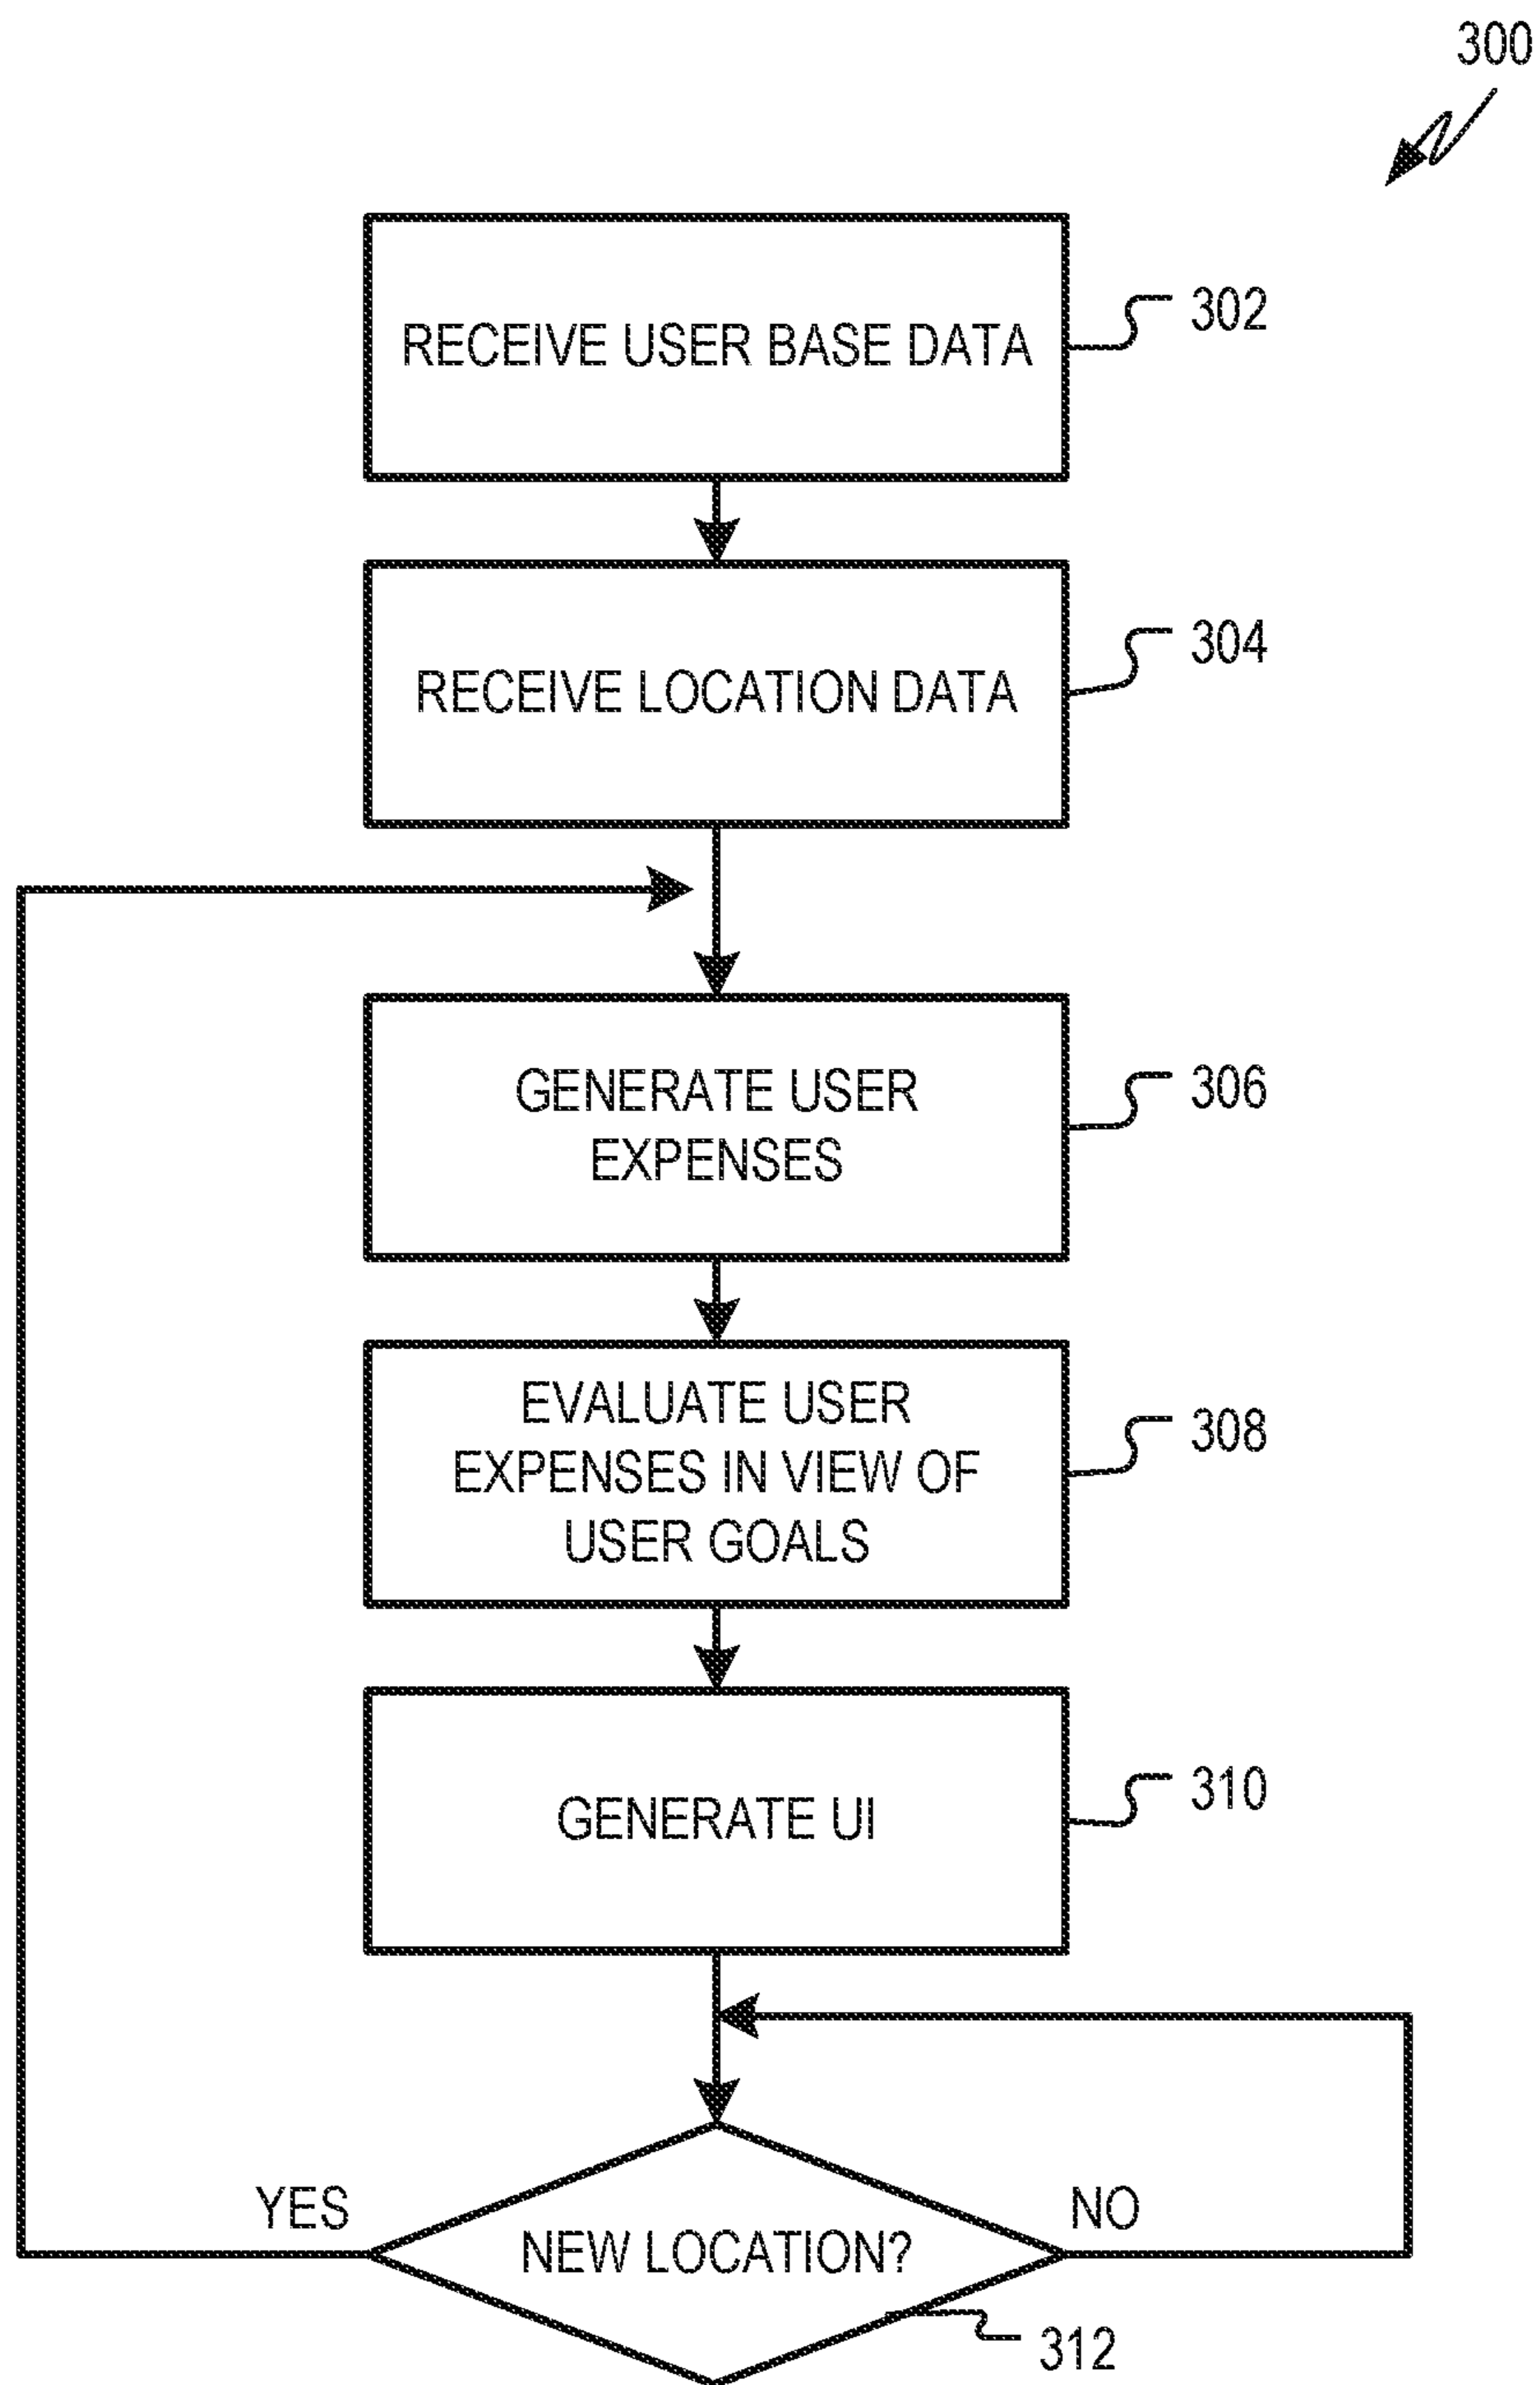 300
RECEIVE USER BASE DATA
302
RECEIVE LOCATION DATA
304
GENERATE USER
EXPENSES
306
EVALUATE USER
EXPENSES IN VIEW OF
USER GOALS
308
GENERATE UI
310
YES
NEW LOCATION?
NO
312